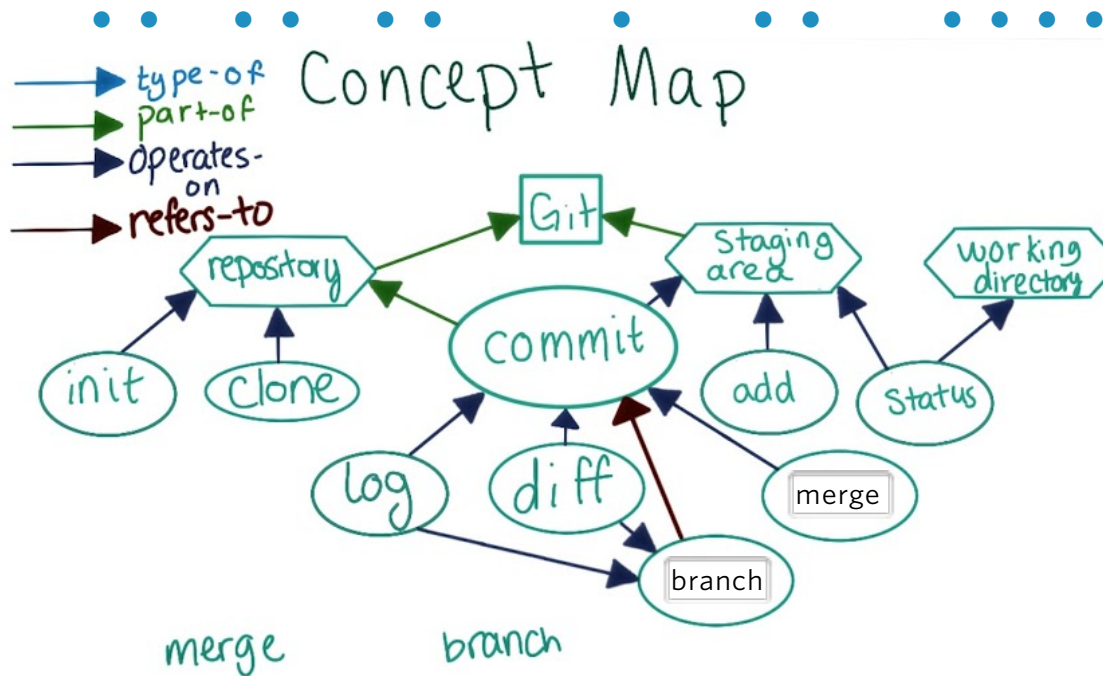 Concept Map
type-of
part-of
operates-
on
refers-to
Git
repository
Staging
area
working
directory
commit
init
Clone
add
Status
log
diff
merge
branch
merge
branch